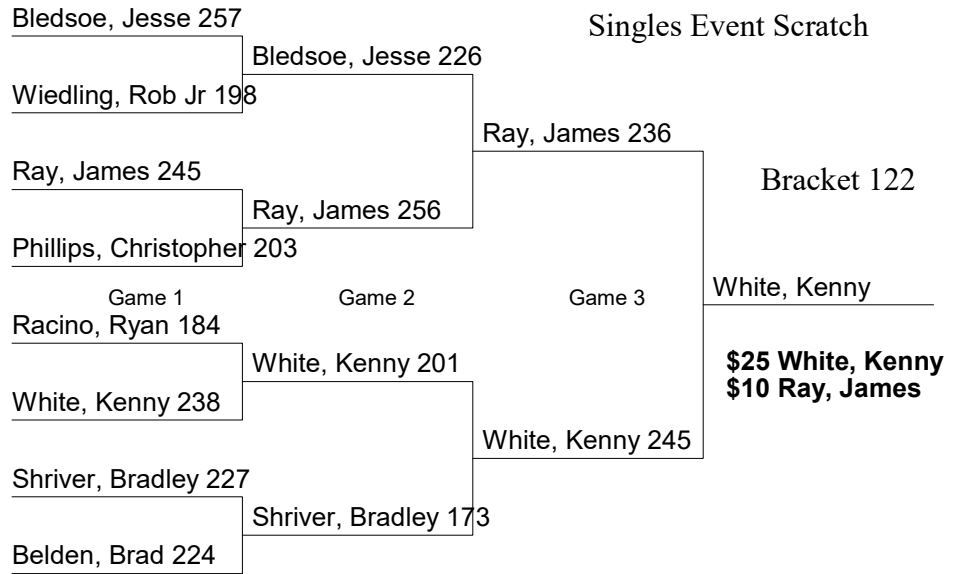 Singles Event Scratch
Bracket 122
Bledsoe, Jesse 257
Wiedling, Rob Jr 198
Ray, James 245
Phillips, Christopher 203
Game 1
Racino, Ryan 184
White, Kenny 238
Shriver, Bradley 227
Belden, Brad 224
Bledsoe, Jesse 226
Ray, James 256
Game 2
White, Kenny 201
Shriver, Bradley 173
Ray, James 236
Game 3
White, Kenny 245
White, Kenny
$25 White, Kenny
$10 Ray, James